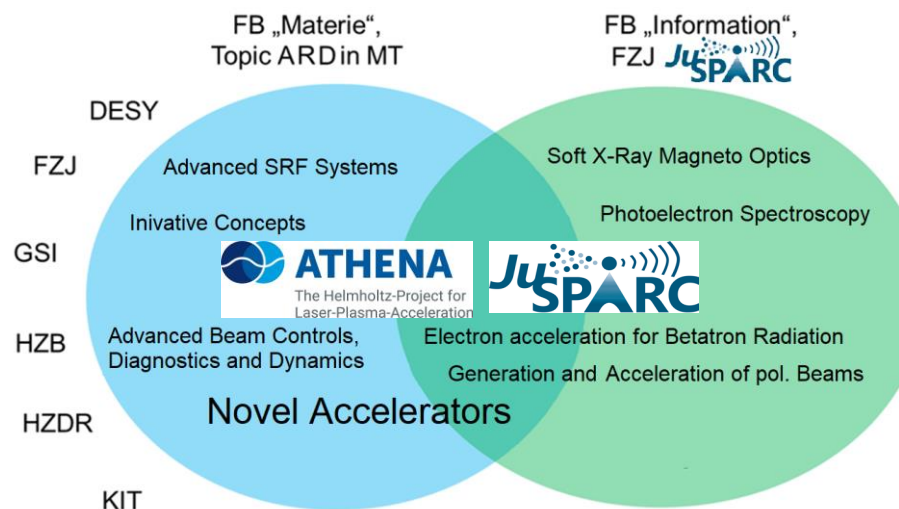 FB „Materie“,
Topic ARD in MT
FB „Information“,
FZJ JuSPARC
DESY
FZJ
GSI
HZB
HZDR
KIT
Advanced SRF Systems
Inivative Concepts
ATHENA
The Helmholtz-Project for
Laser-Plasma-Acceleration
Advanced Beam Controls,
Diagnostics and Dynamics
Novel Accelerators
Soft X-Ray Magneto Optics
Photoelectron Spectroscopy
JuSPARC
Electron acceleration for Betatron Radiation
Generation and Acceleration of pol. Beams